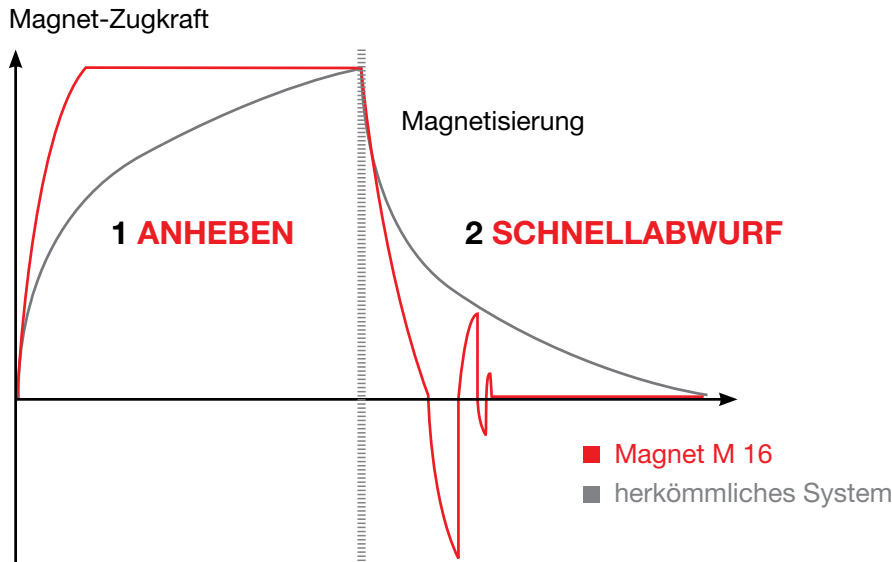 Magnet-Zugkraft
Magnetisierung
1 ANHEBEN
2 SCHNELLABWURF
Magnet M 16
herkömmliches System